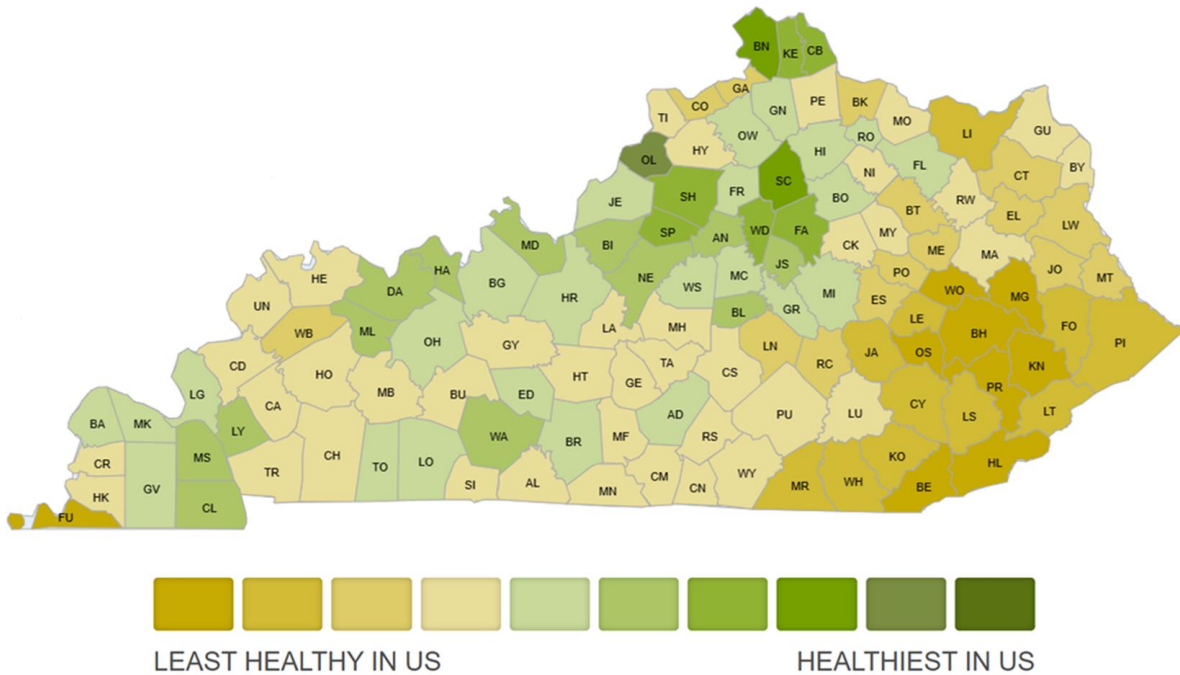 BN
KE
CB
GA
CO
TI
GN
PE
BK
MO
LI
GU
OW
HY
OL
HI
RO
FL
BY
NI
CT
SC
FR
SH
JE
BO
RW
BT
EL
LW
SP
AN
WD
FA
MY
CK
ME
MA
MD
BI
NE
JS
PO
JO
MT
HE
HA
DA
BG
HR
WS
MC
MI
ES
WO
MG
UN
ML
BL
GR
LE
FO
WB
OH
GY
LA
MH
LN
RC
JA
OS
BH
PI
CD
HO
MB
BU
HT
GE
TA
CS
KN
LG
CA
ED
PR
BA
MK
LY
WA
BR
MF
AD
RS
PU
LU
CY
LS
LT
CR
MS
TR
CH
TO
LO
KO
HL
HK
GV
SI
AL
MN
CM
CN
WY
MR
WH
BE
FU
CL
LEAST HEALTHY IN US
HEALTHIEST IN US